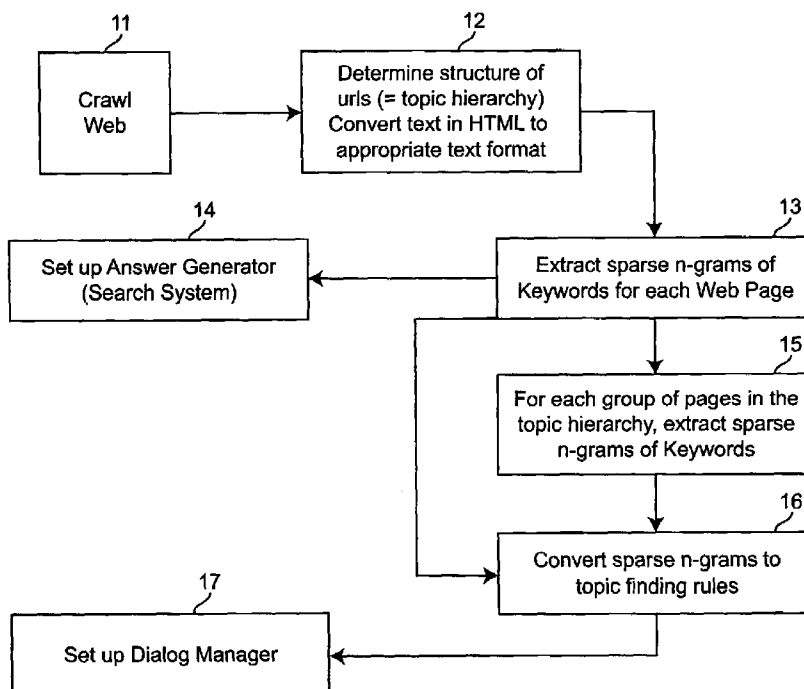 11
Crawl
Web
12
Determine structure of
urls (= topic hierarchy)
Convert text in HTML to
appropriate text format
13
Extract sparse n-grams of
Keywords for each Web Page
14
Set up Answer Generator
(Search System)
15
For each group of pages in the
topic hierarchy, extract sparse
n-grams of Keywords
16
Convert sparse n-grams to
topic finding rules
17
Set up Dialog Manager